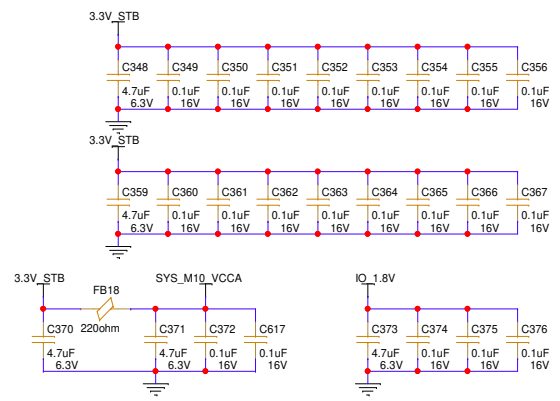 3.3V_STB
C348 C349 C350 C351 C352 C353 C354 C355 C356
4.7uF 0.1uF 0.1uF 0.1uF 0.1uF 0.1uF 0.1uF 0.1uF 0.1uF
6.3V 16V 16V 16V 16V 16V 16V 16V 16V
3.3V_STB
C359 C360 C361 C362 C363 C364 C365 C366 C367
4.7uF 0.1uF 0.1uF 0.1uF 0.1uF 0.1uF 0.1uF 0.1uF 0.1uF
6.3V 16V 16V 16V 16V 16V 16V 16V 16V
3.3V_STB SYS_M10_VCCA IO_1.8V
FB18
220ohm
C370 C371 C372 C617 C373 C374 C375 C376
4.7uF 4.7uF 0.1uF 0.1uF 4.7uF 0.1uF 0.1uF 0.1uF
6.3V 6.3V 16V 16V 6.3V 16V 16V 16V